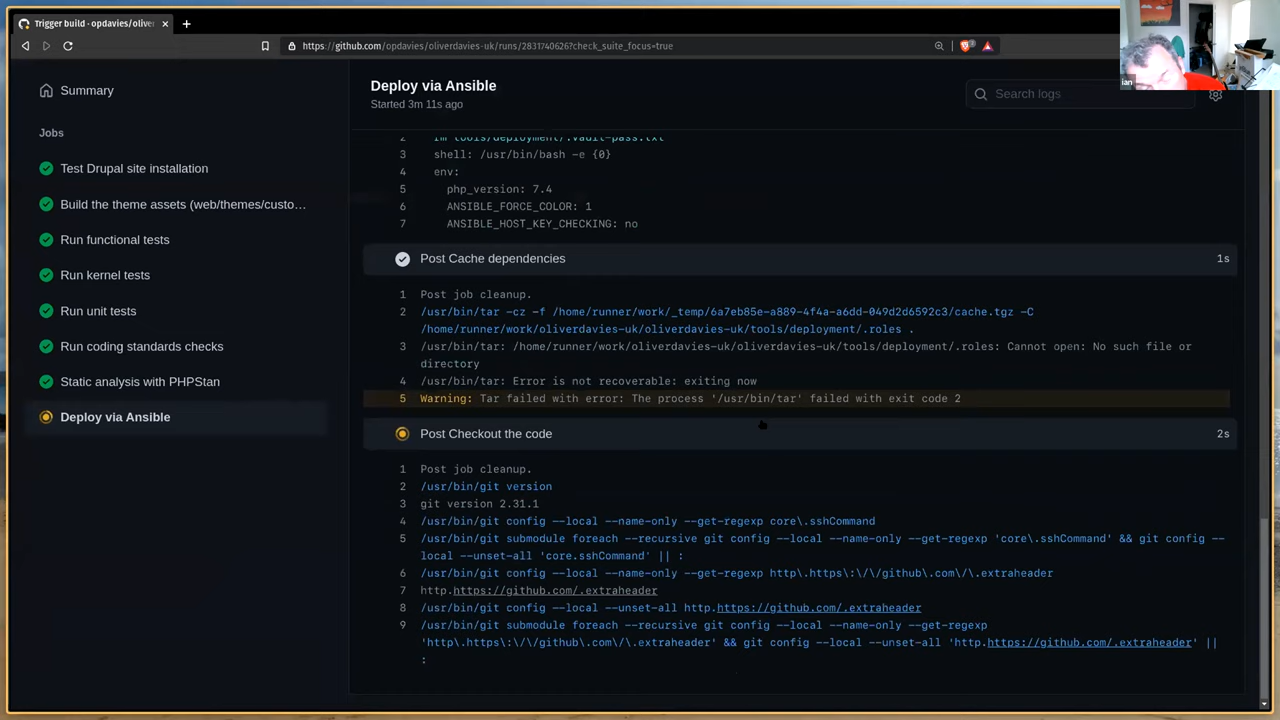 Trigger build · opdavies/oliver
https://github.com/opdavies/oliverdavies-uk/runs/2831740626?check_suite_focus=true
ian
Summary
Jobs
Test Drupal site installation
Build the theme assets (web/themes/custo…
Run functional tests
Run kernel tests
Run unit tests
Run coding standards checks
Static analysis with PHPStan
Deploy via Ansible
Deploy via Ansible
Started 3m 11s ago
Search logs
2 rm tools/deployment/.vault-pass.txt
3 shell: /usr/bin/bash -e {0}
4 env:
5 php_version: 7.4
6 ANSIBLE_FORCE_COLOR: 1
7 ANSIBLE_HOST_KEY_CHECKING: no
Post Cache dependencies 1s
1 Post job cleanup.
2 /usr/bin/tar -cz -f /home/runner/work/_temp/6a7eb85e-a889-4f4a-a6dd-049d2d6592c3/cache.tgz -C
/home/runner/work/oliverdavies-uk/oliverdavies-uk/tools/deployment/.roles .
3 /usr/bin/tar: /home/runner/work/oliverdavies-uk/oliverdavies-uk/tools/deployment/.roles: Cannot open: No such file or
directory
4 /usr/bin/tar: Error is not recoverable: exiting now
5 Warning: Tar failed with error: The process '/usr/bin/tar' failed with exit code 2
Post Checkout the code 2s
1 Post job cleanup.
2 /usr/bin/git version
3 git version 2.31.1
4 /usr/bin/git config --local --name-only --get-regexp core\.sshCommand
5 /usr/bin/git submodule foreach --recursive git config --local --name-only --get-regexp 'core\.sshCommand' && git config --
local --unset-all 'core.sshCommand' || :
6 /usr/bin/git config --local --name-only --get-regexp http\.https\:\/\/github\.com\/\.extraheader
7 http.https://github.com/.extraheader
8 /usr/bin/git config --local --unset-all http.https://github.com/.extraheader
9 /usr/bin/git submodule foreach --recursive git config --local --name-only --get-regexp
'http\.https\:\/\/github\.com\/\.extraheader' && git config --local --unset-all 'http.https://github.com/.extraheader' ||
: